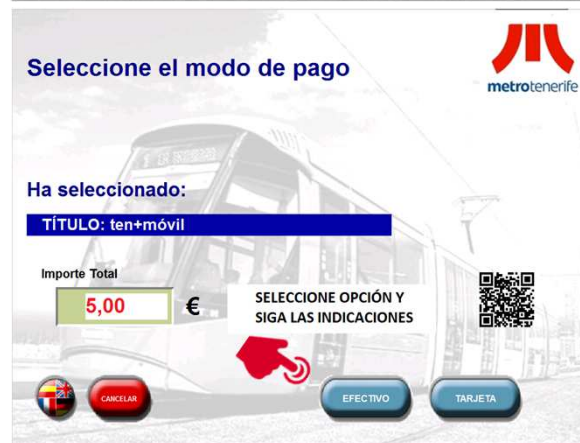 Seleccione el modo de pago
metrotenerife
Ha seleccionado:
TÍTULO: ten+móvil
Importe Total
5,00 €
SELECCIONE OPCIÓN Y
SIGA LAS INDICACIONES
CANCELAR
EFECTIVO
TARJETA